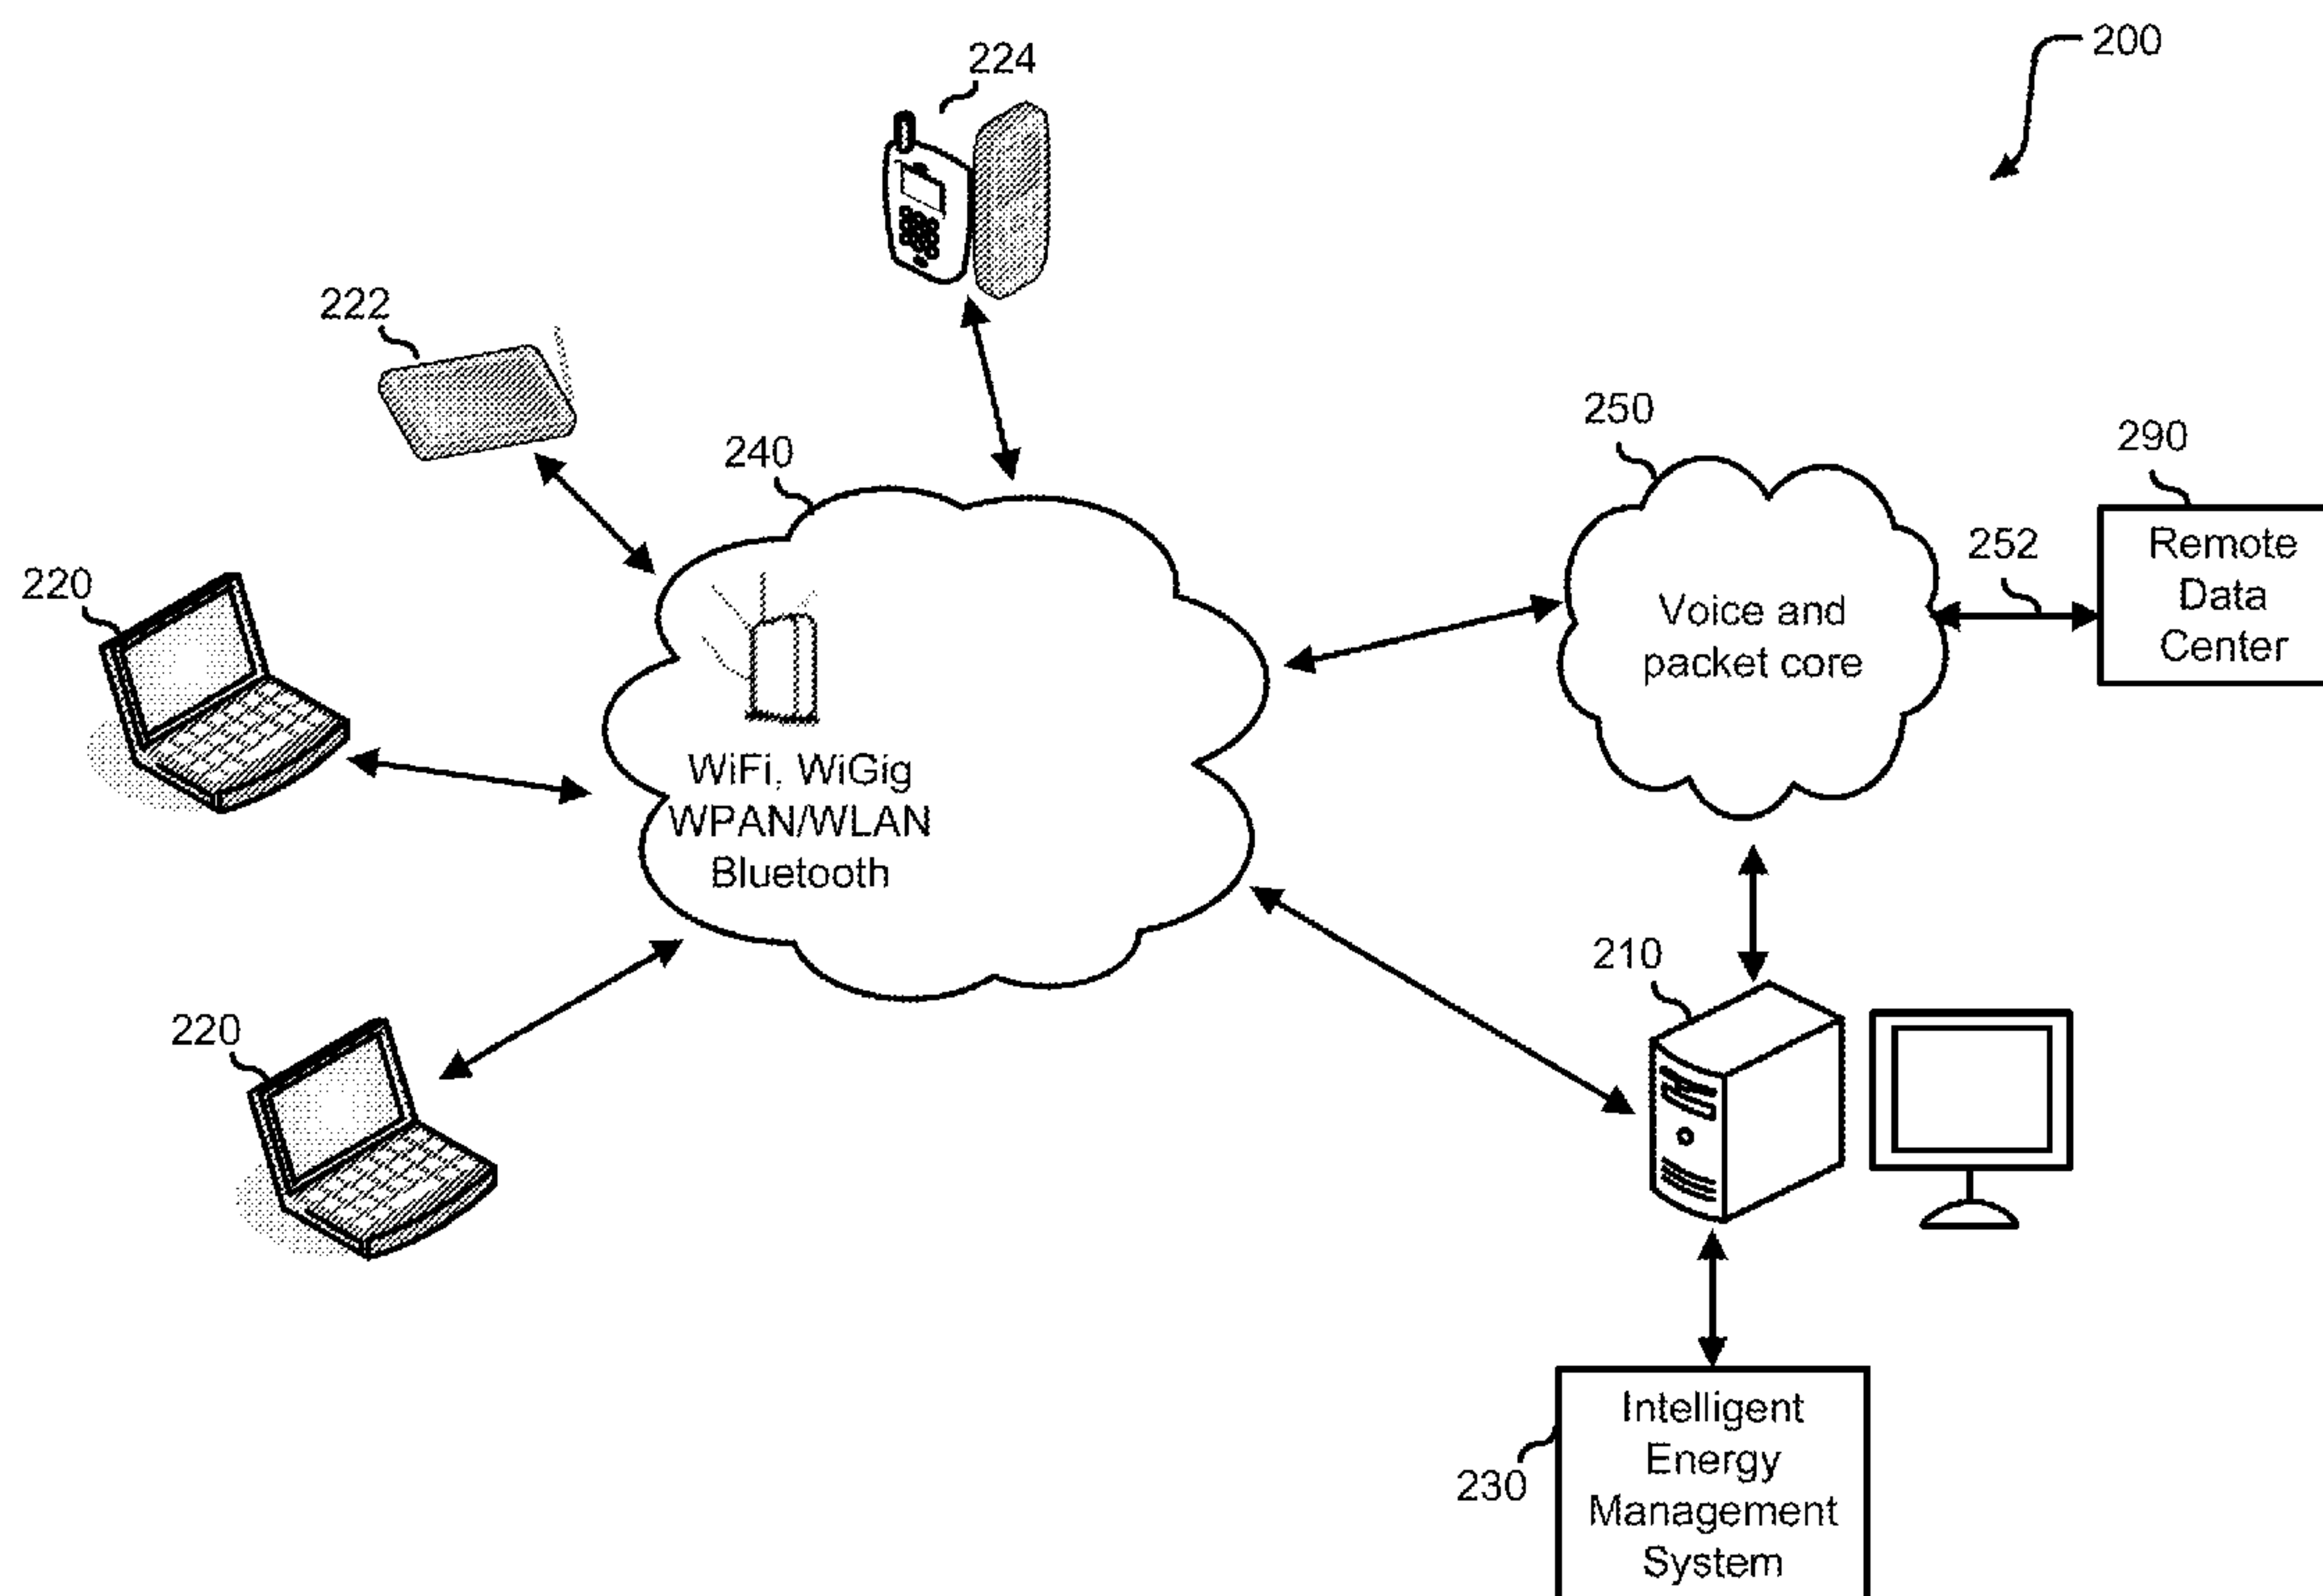 200
224
222
240
250
290
220
252
Remote
Data
Center
Voice and
packet core
WiFi, WiGig
WPAN/WLAN
Bluetooth
210
220
230
Intelligent
Energy
Management
System